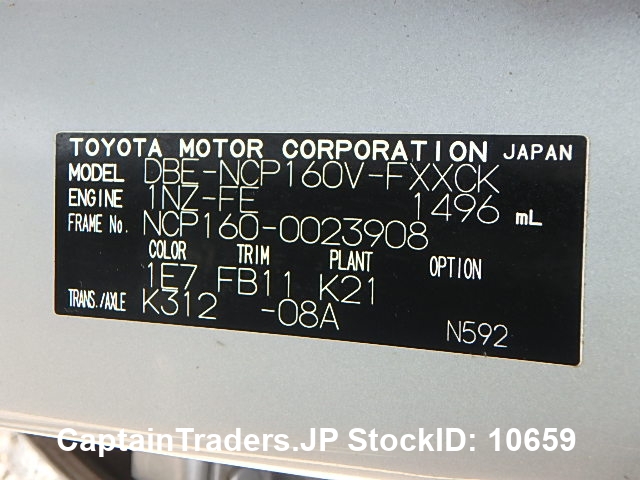 TOYOTA MOTOR CORPORATION JAPAN
MODEL DBE-NCP160V-FXXCK
ENGINE 1NZ-FE 1496 mL
FRAME No. NCP160-0023908
COLOR TRIM PLANT OPTION
1E7 FB11 K21
TRANS./AXLE K312 -08A
N592
CaptainTraders.JP StockID: 10659